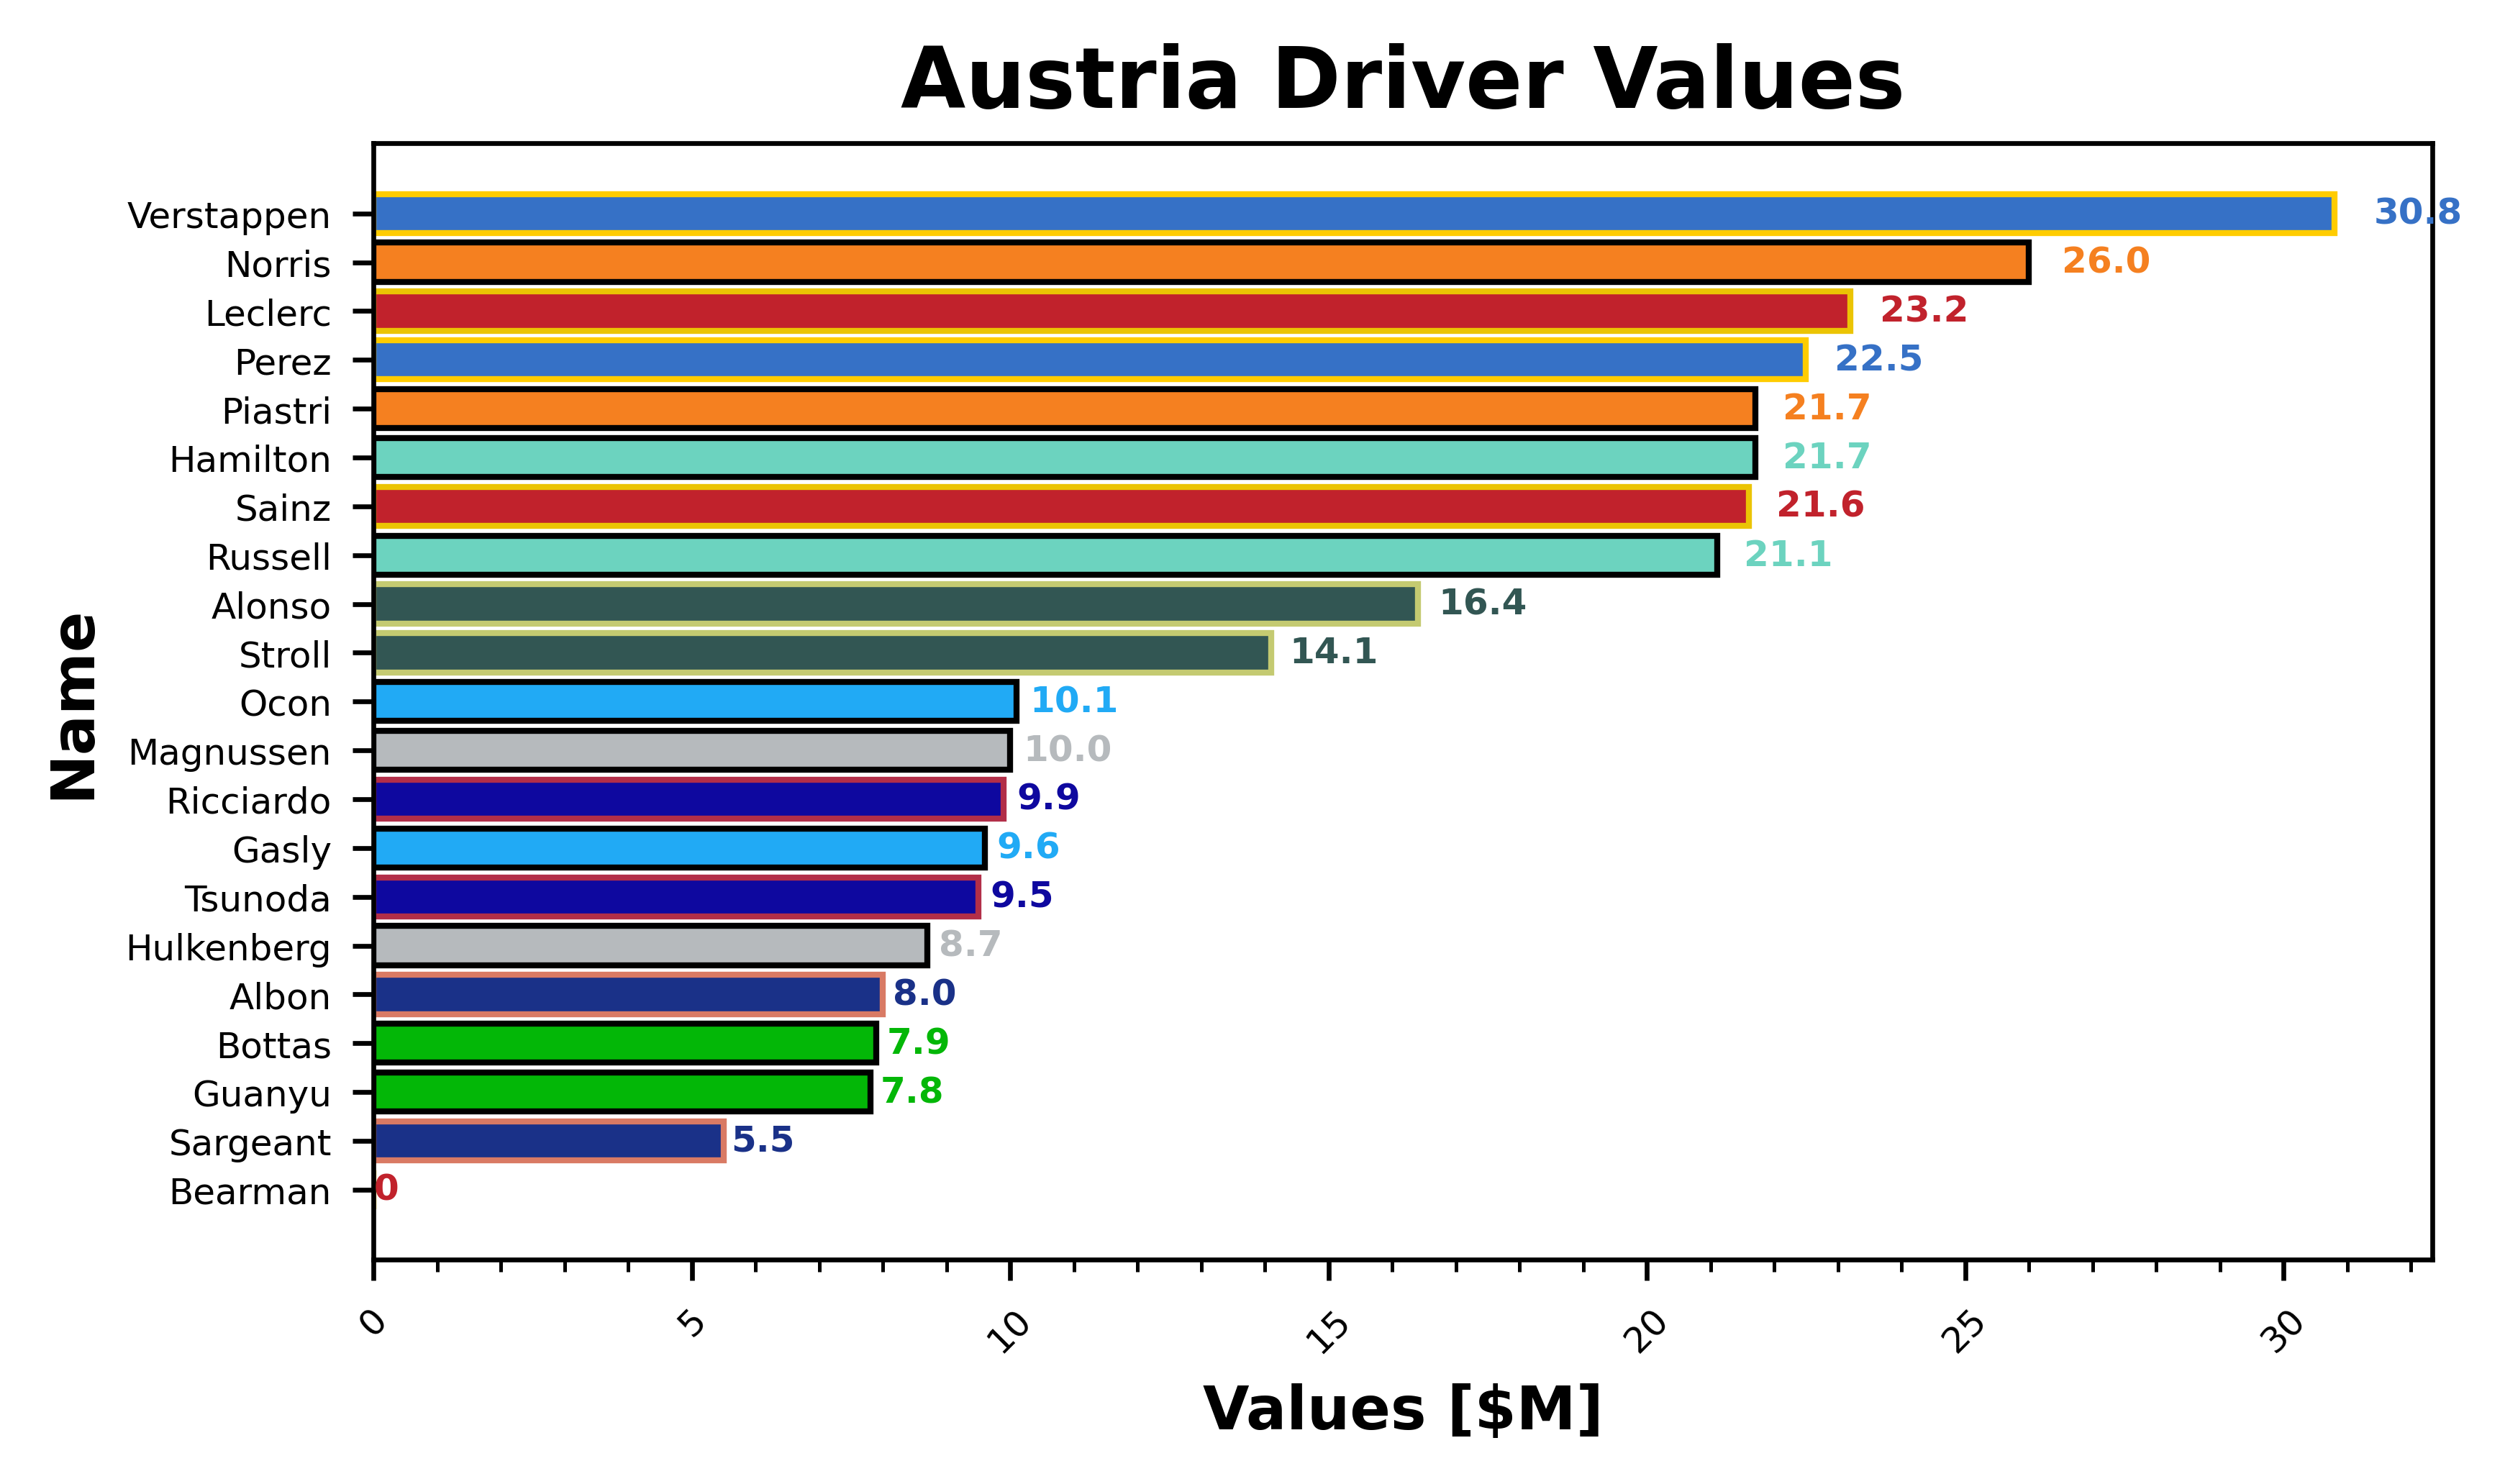 Austria Driver Values
Name
Verstappen 30.8
Norris 26.0
Leclerc 23.2
Perez 22.5
Piastri 21.7
Hamilton 21.7
Sainz 21.6
Russell 21.1
Alonso 16.4
Stroll 14.1
Ocon 10.1
Magnussen 10.0
Ricciardo 9.9
Gasly 9.6
Tsunoda 9.5
Hulkenberg 8.7
Albon 8.0
Bottas 7.9
Guanyu 7.8
Sargeant 5.5
Bearman 0
0 5 10 15 20 25 30
Values [$M]